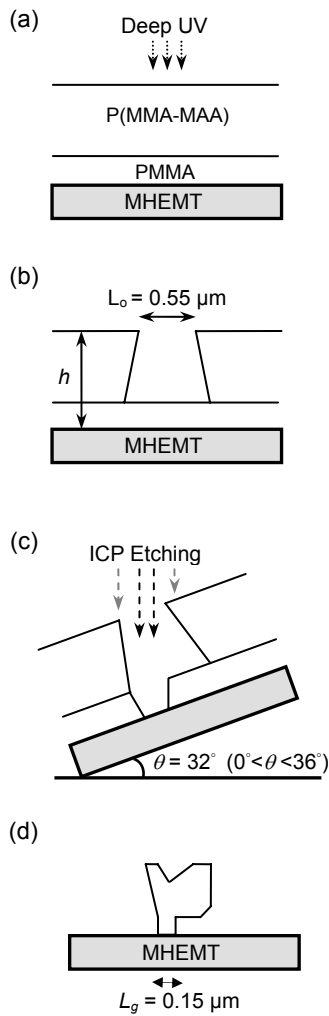 (a)
Deep UV
P(MMA-MAA)
PMMA
MHEMT
(b)
Lo = 0.55 μm
h
MHEMT
(c)
ICP Etching
θ = 32° (0°<θ<36°)
(d)
MHEMT
Lg = 0.15 μm